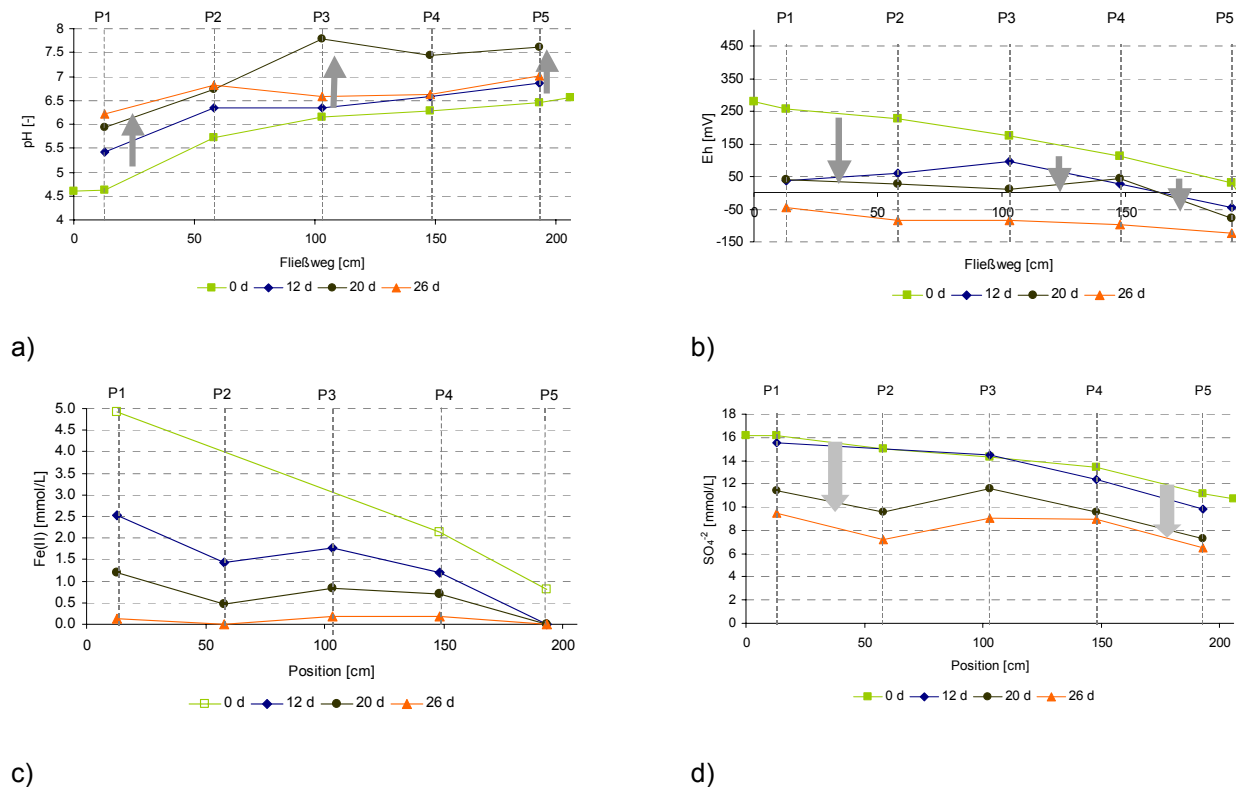 P1 P2 P3 P4 P5
8
7.5
7
6.5
6
5.5
5
4.5
4
pH [-]
0 50 100 150 200
Fließweg [cm]
0 d 12 d 20 d 26 d
a)
P1 P2 P3 P4 P5
450
350
250
150
50
-50
-150
Eh [mV]
0 50 100 150
Fließweg [cm]
0 d 12 d 20 d 26 d
b)
P1 P2 P3 P4 P5
5.0
4.5
4.0
3.5
3.0
2.5
2.0
1.5
1.0
0.5
0.0
Fe(II) [mmol/L]
0 50 100 150 200
Position [cm]
0 d 12 d 20 d 26 d
c)
P1 P2 P3 P4 P5
18
16
14
12
10
8
6
4
2
0
SO₄⁻² [mmol/L]
0 50 100 150 200
Position [cm]
0 d 12 d 20 d 26 d
d)